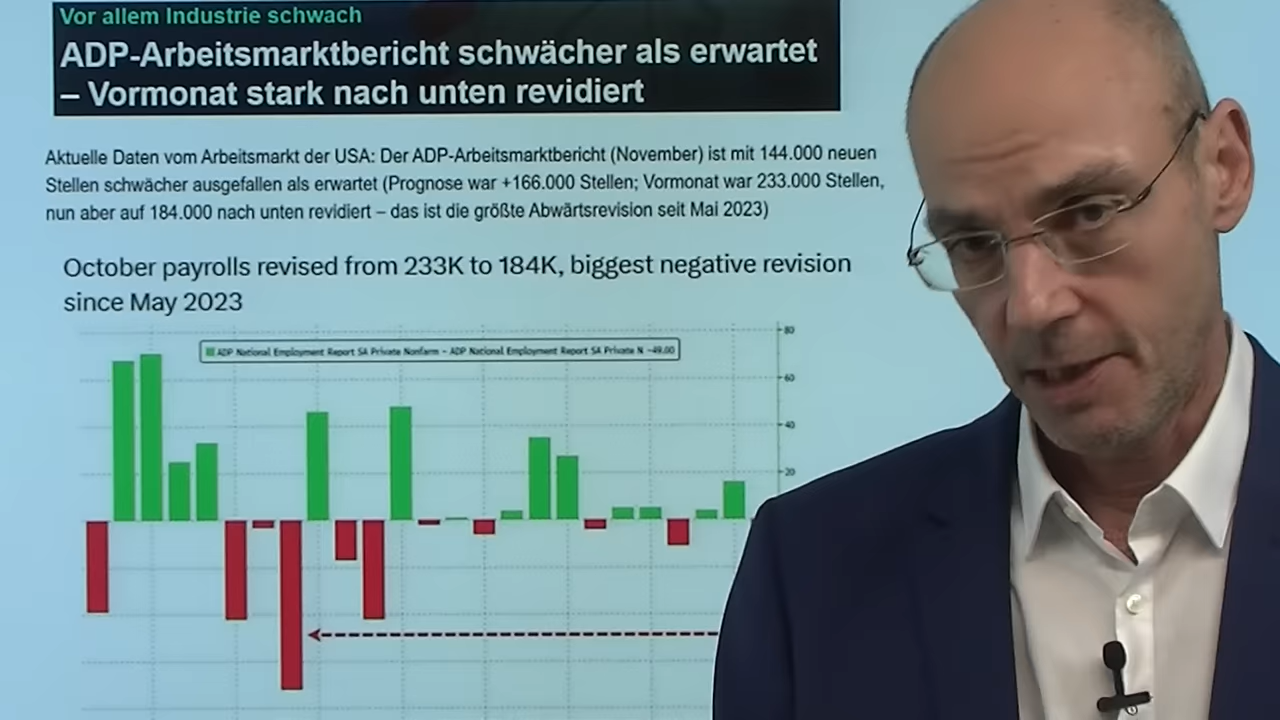 Vor allem Industrie schwach
ADP-Arbeitsmarktbericht schwächer als erwartet
– Vormonat stark nach unten revidiert
Aktuelle Daten vom Arbeitsmarkt der USA: Der ADP-Arbeitsmarktbericht (November) ist mit 144.000 neuen
Stellen schwächer ausgefallen als erwartet (Prognose war +166.000 Stellen; Vormonat war 233.000 Stellen,
nun aber auf 184.000 nach unten revidiert – das ist die größte Abwärtsrevision seit Mai 2023)
October payrolls revised from 233K to 184K, biggest negative revision
since May 2023
ADP National Employment Report SA Private Nonfarm - ADP National Employment Report SA Private N -49.00
80
60
40
20